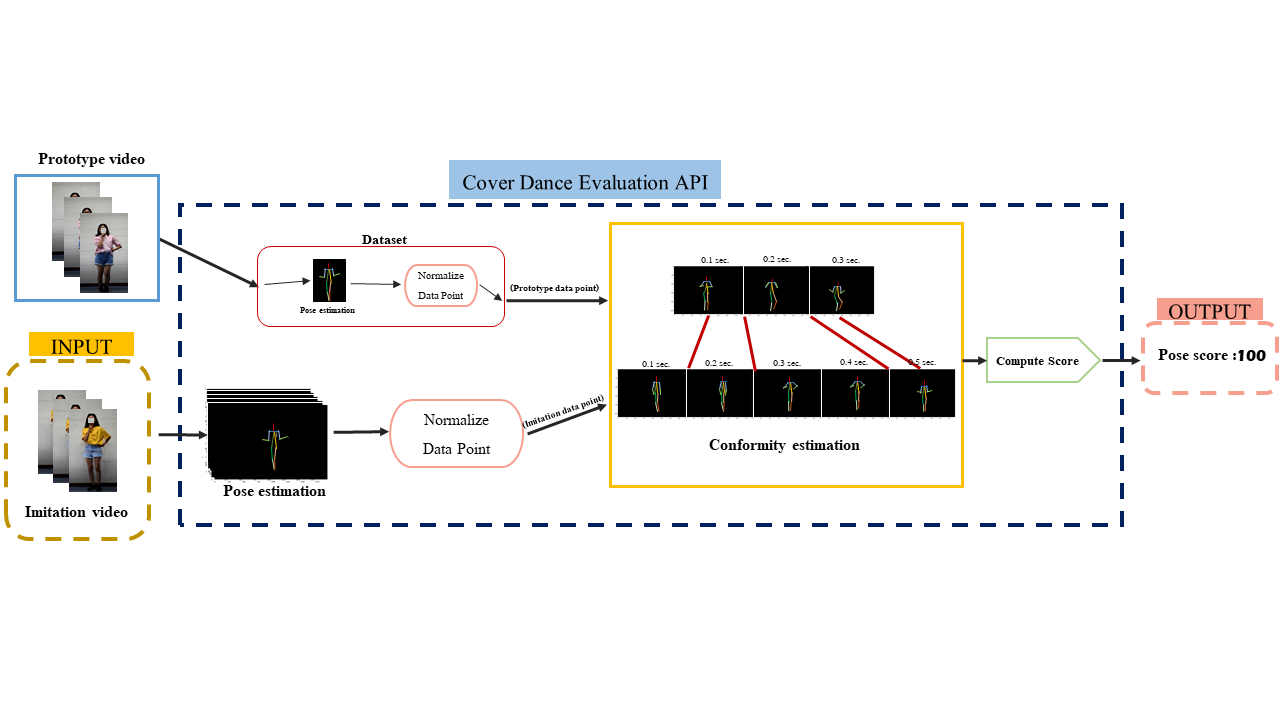 Prototype video
Cover Dance Evaluation API
Dataset
Normalize
Data Point
Pose estimation
(Prototype data point)
0.1 sec.
0.2 sec.
0.3 sec.
INPUT
Imitation video
Pose estimation
Normalize
Data Point
(Imitation data point)
0.1 sec.
0.2 sec.
0.3 sec.
0.4 sec.
0.5 sec.
Conformity estimation
Compute Score
OUTPUT
Pose score :100